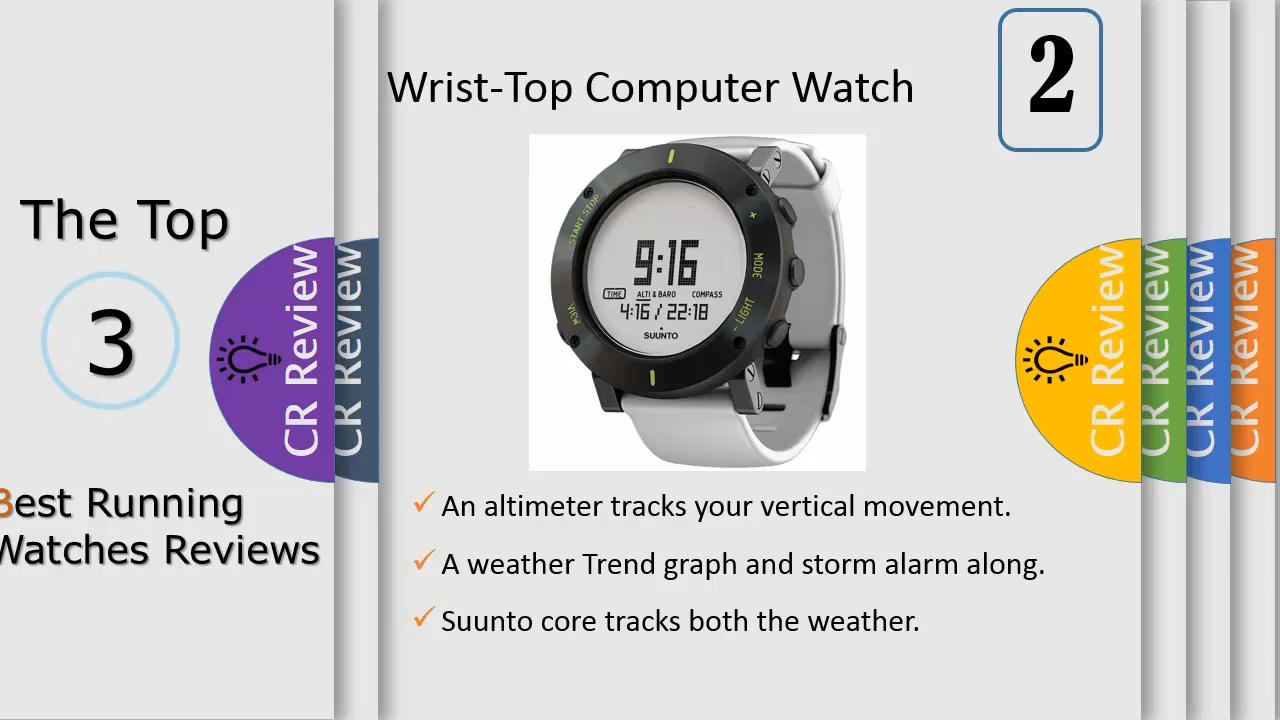 The Top
3
Best Running
Watches Reviews
CR Review
CR Review
Wrist-Top Computer Watch
2
START STOP
+
MODE
- LIGHT
VIEW
9:16
TIME ALTI & BARO COMPASS
4:16 / 22:18
SUUNTO
An altimeter tracks your vertical movement.
A weather Trend graph and storm alarm along.
Suunto core tracks both the weather.
CR Review
CR Review
CR Review
CR Review